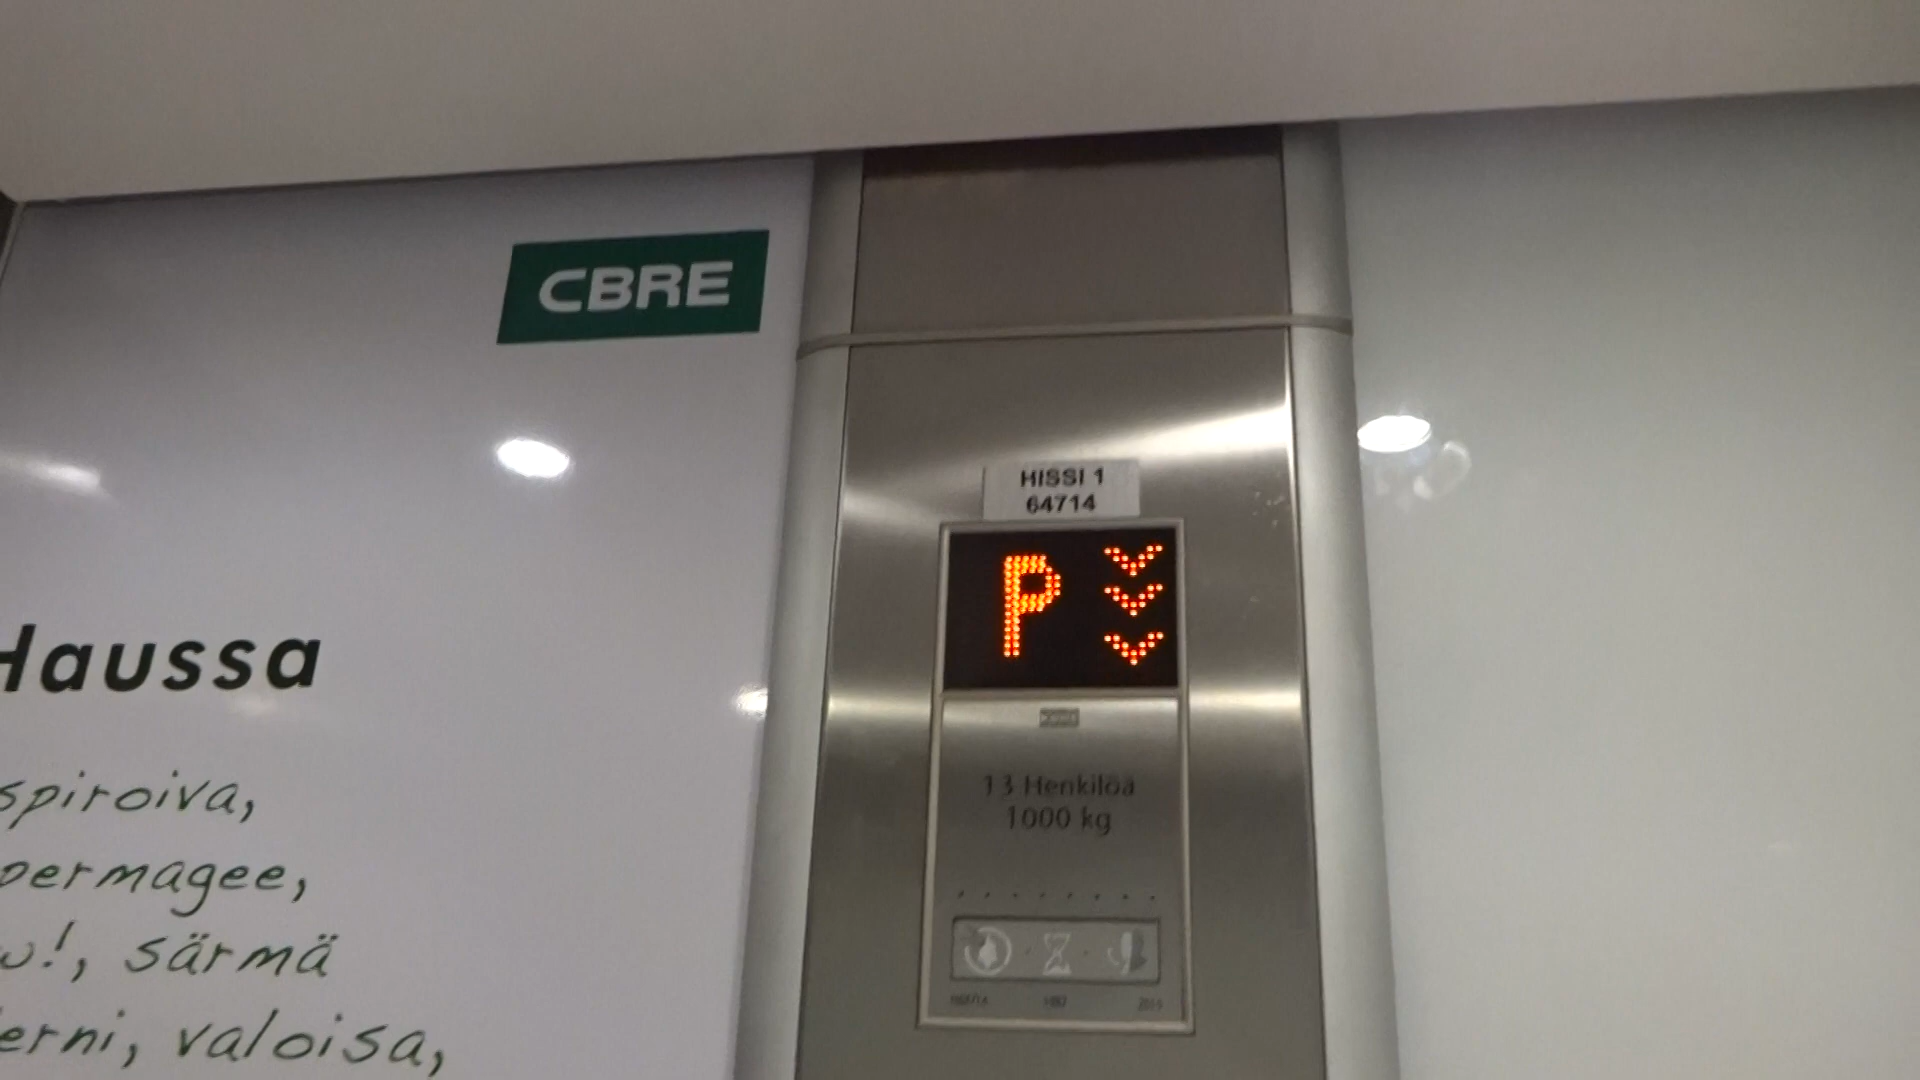 CBRE
HISSI 1
64714
P
Haussa
spiroiva,
permagee,
w!, särmä
erni, valoisa,
13 Henkilöä
1000 kg